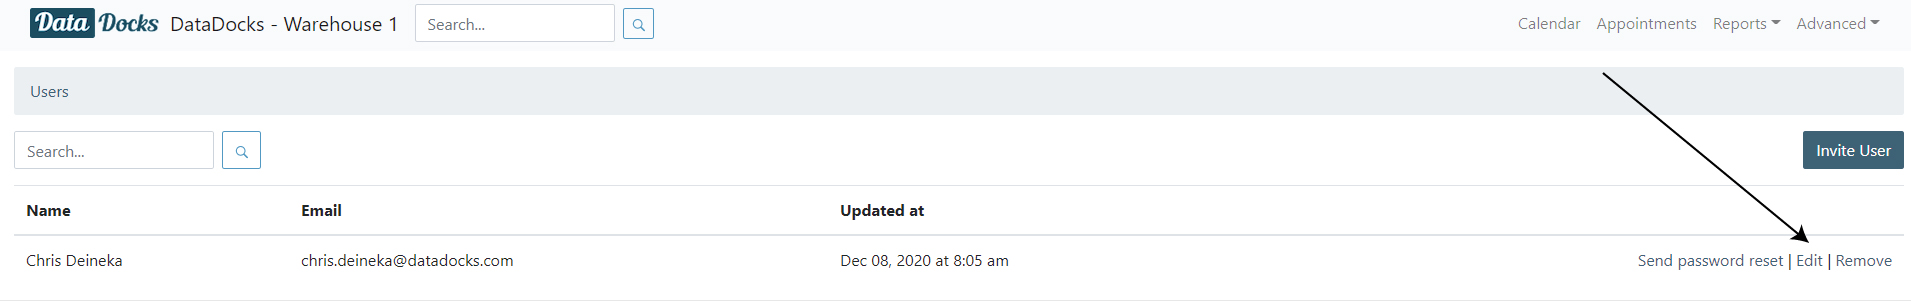 Data Docks DataDocks - Warehouse 1 Search... Calendar Appointments Reports Advanced
Users
Search... Invite User
Name Email Updated at
Chris Deineka chris.deineka@datadocks.com Dec 08, 2020 at 8:05 am Send password reset | Edit | Remove